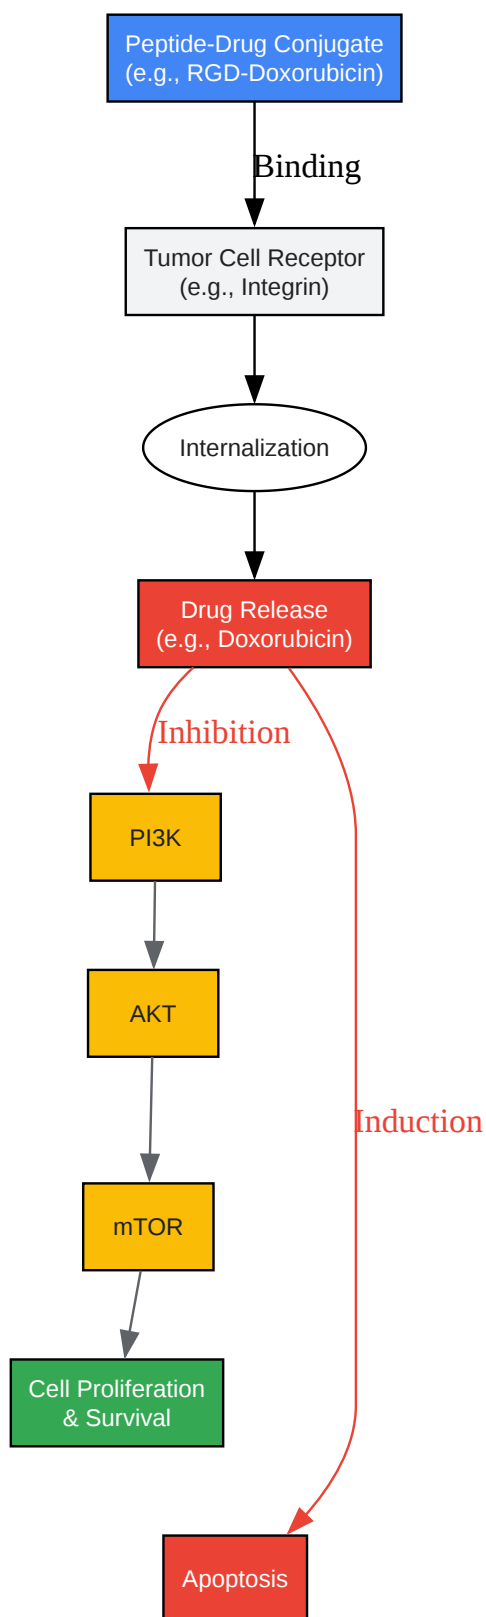 Peptide-Drug Conjugate
(e.g., RGD-Doxorubicin)
Binding
Tumor Cell Receptor
(e.g., Integrin)
Internalization
Drug Release
(e.g., Doxorubicin)
Inhibition
PI3K
AKT
Induction
mTOR
Cell Proliferation
& Survival
Apoptosis